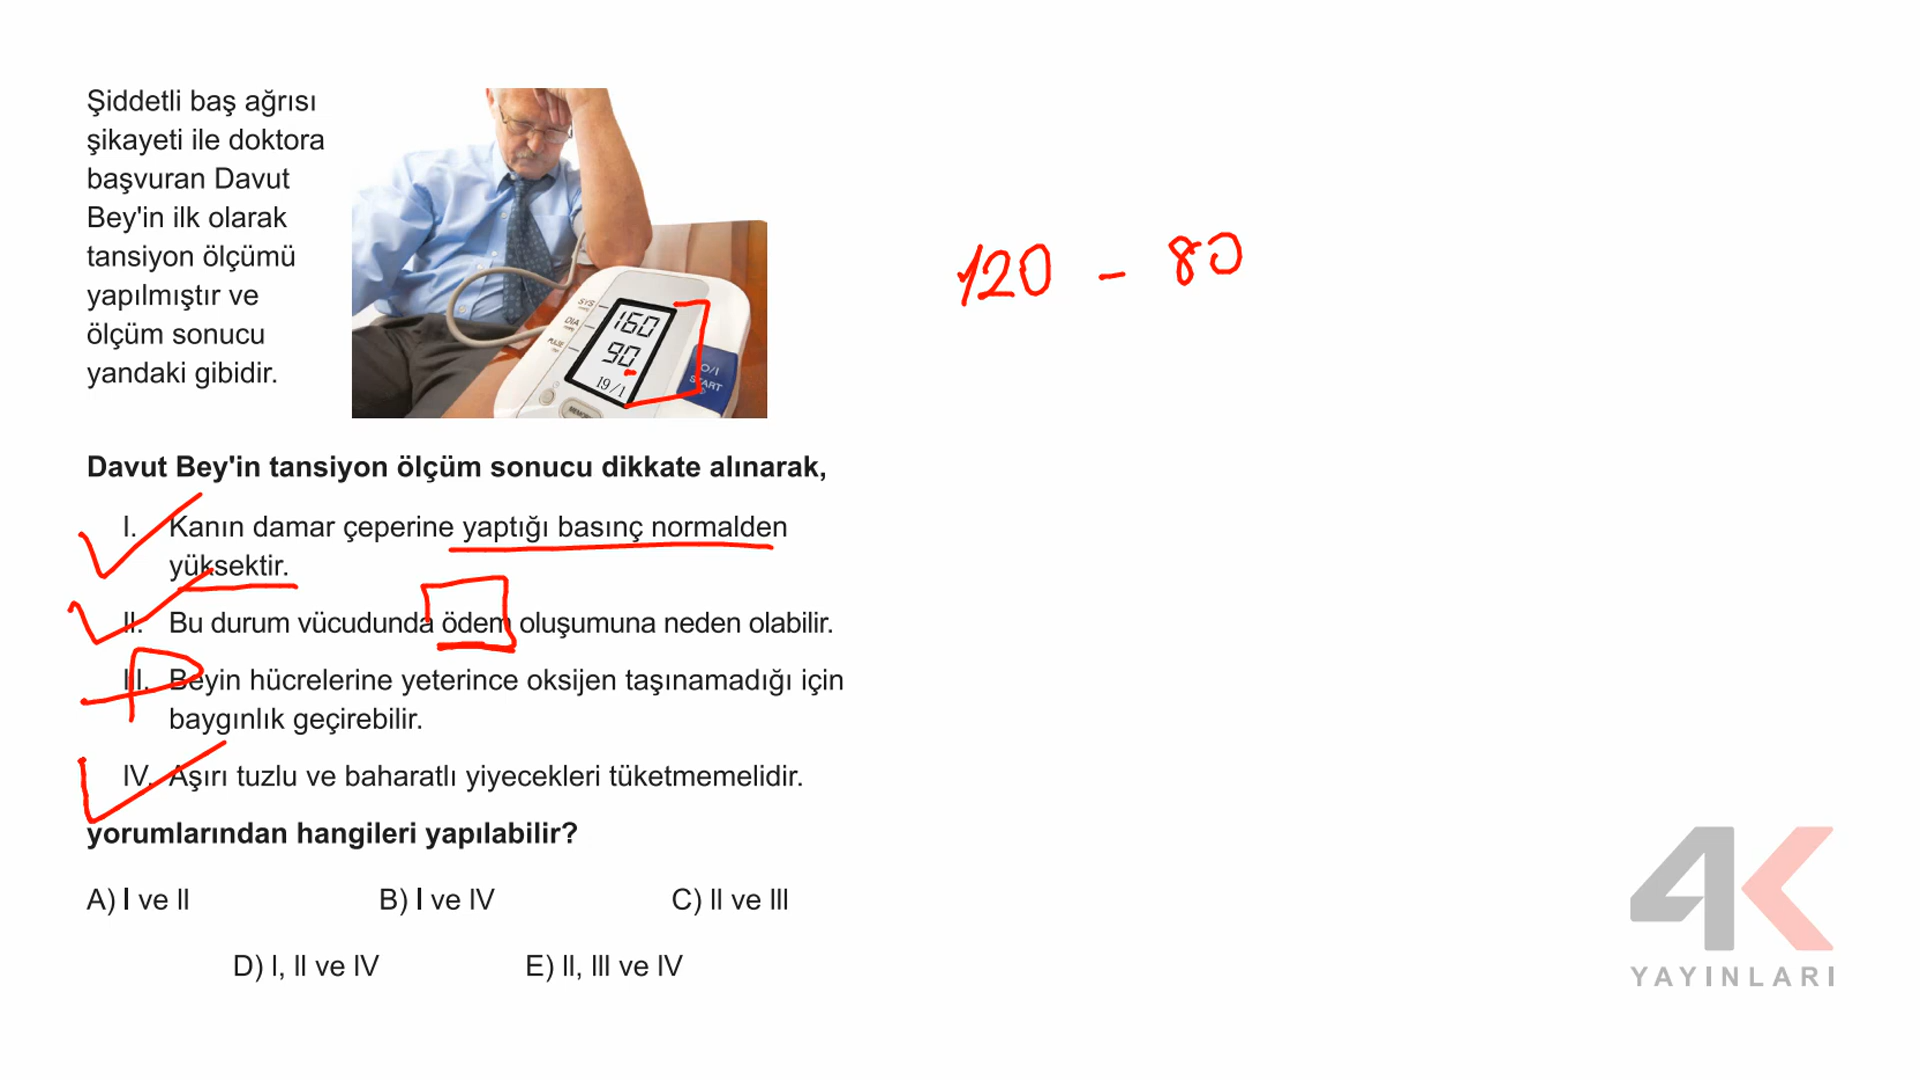 Şiddetli baş ağrısı
şikayeti ile doktora
başvuran Davut
Bey'in ilk olarak
tansiyon ölçümü
yapılmıştır ve
ölçüm sonucu
yandaki gibidir.
SYS
DIA
PULSE
160
90
19/1
O/I
START
120 - 80
Davut Bey'in tansiyon ölçüm sonucu dikkate alınarak,
I. Kanın damar çeperine yaptığı basınç normalden
yüksektir.
II. Bu durum vücudunda ödem oluşumuna neden olabilir.
III. Beyin hücrelerine yeterince oksijen taşınamadığı için
baygınlık geçirebilir.
IV. Aşırı tuzlu ve baharatlı yiyecekleri tüketmemelidir.
yorumlarından hangileri yapılabilir?
A) I ve II B) I ve IV C) II ve III
D) I, II ve IV E) II, III ve IV
4K
YAYINLARI